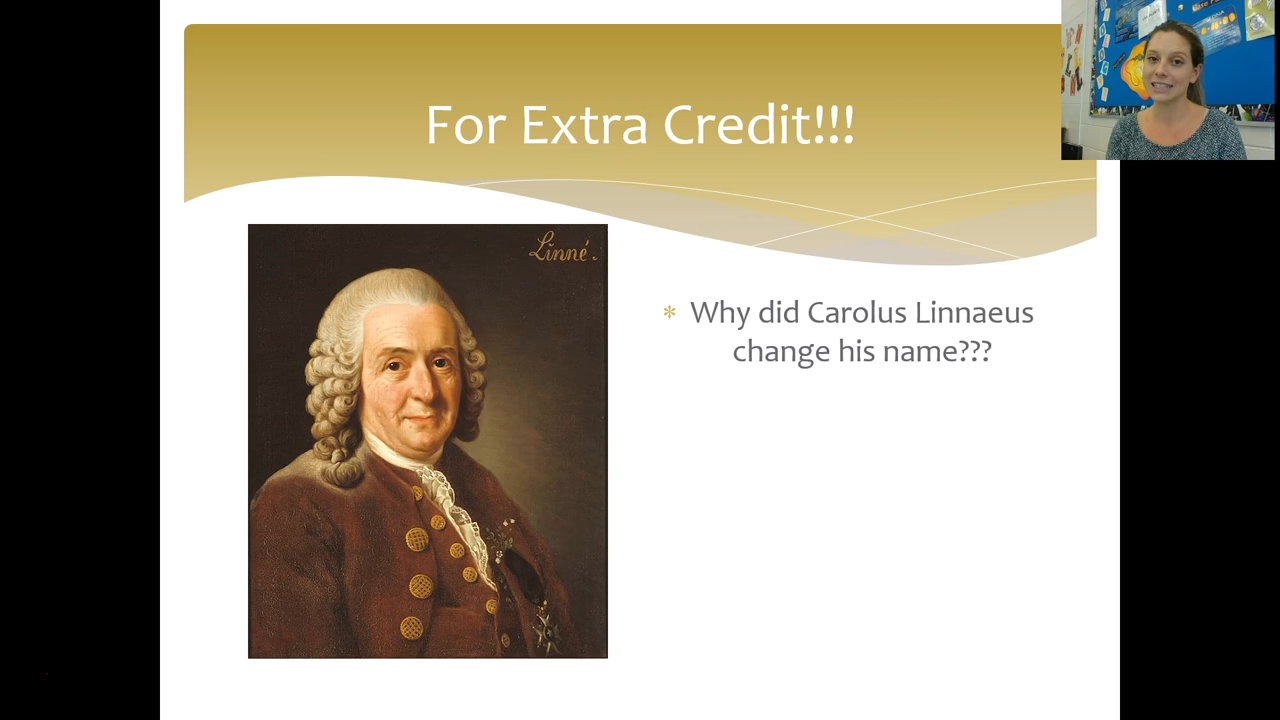 For Extra Credit!!!
Linné.
* Why did Carolus Linnaeus
change his name???